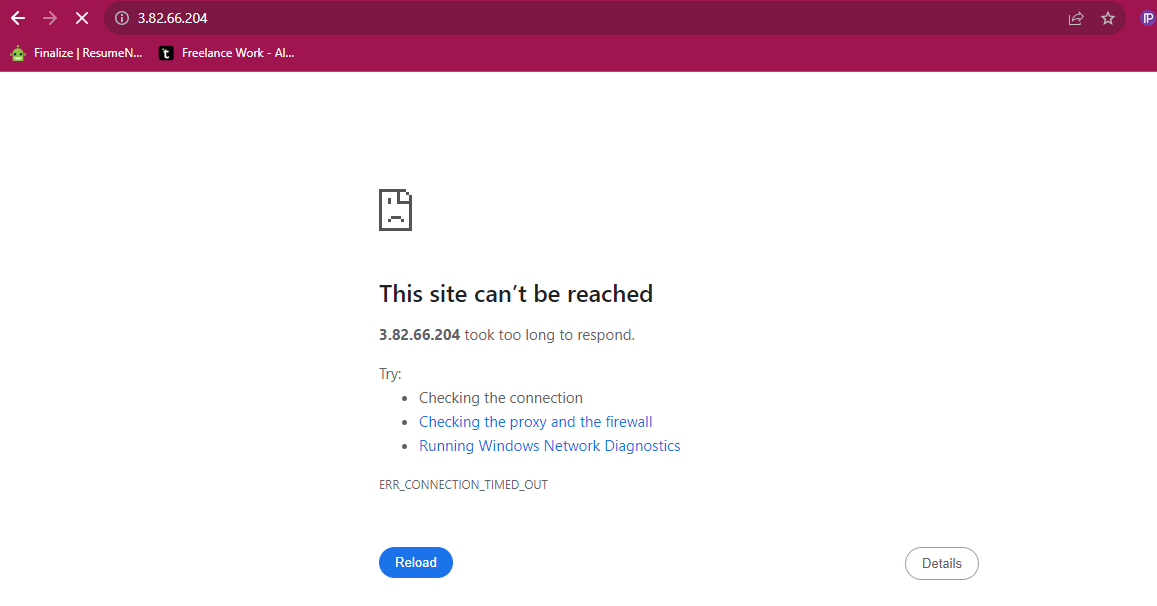 3.82.66.204
Finalize | ResumeN...
Freelance Work - Al...
This site can't be reached
3.82.66.204 took too long to respond.
Try:
Checking the connection
Checking the proxy and the firewall
Running Windows Network Diagnostics
ERR_CONNECTION_TIMED_OUT
Reload
Details